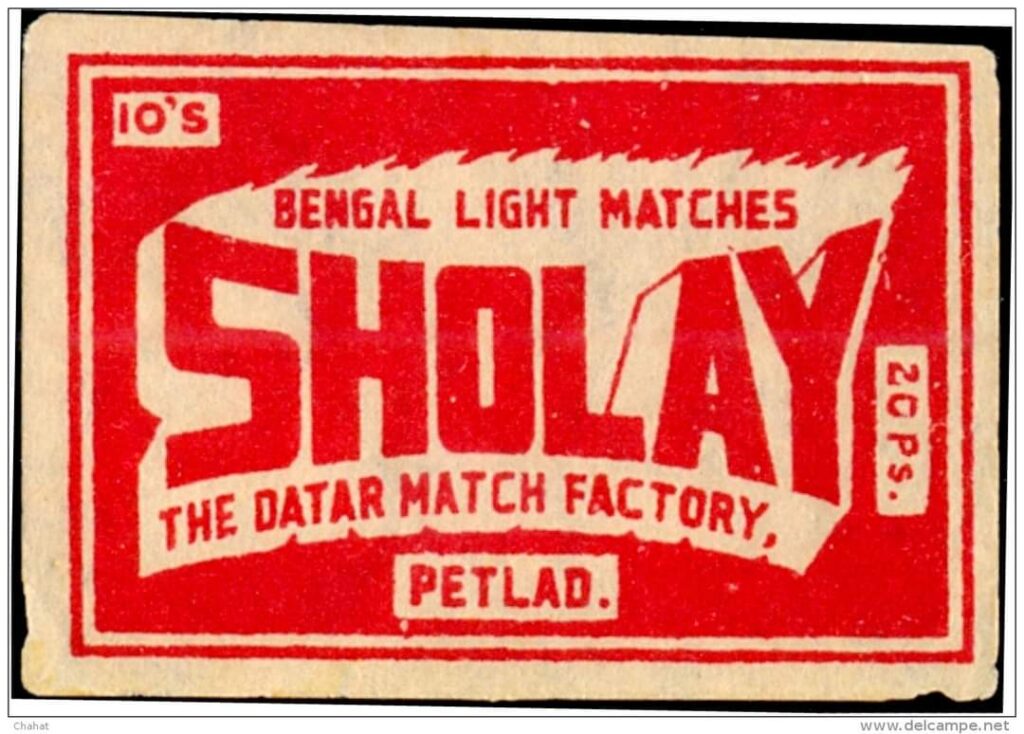 10'S
BENGAL LIGHT MATCHES
SHOLAY
20 Ps.
THE DATAR MATCH FACTORY,
PETLAD.
Chahat
www.delcampe.net